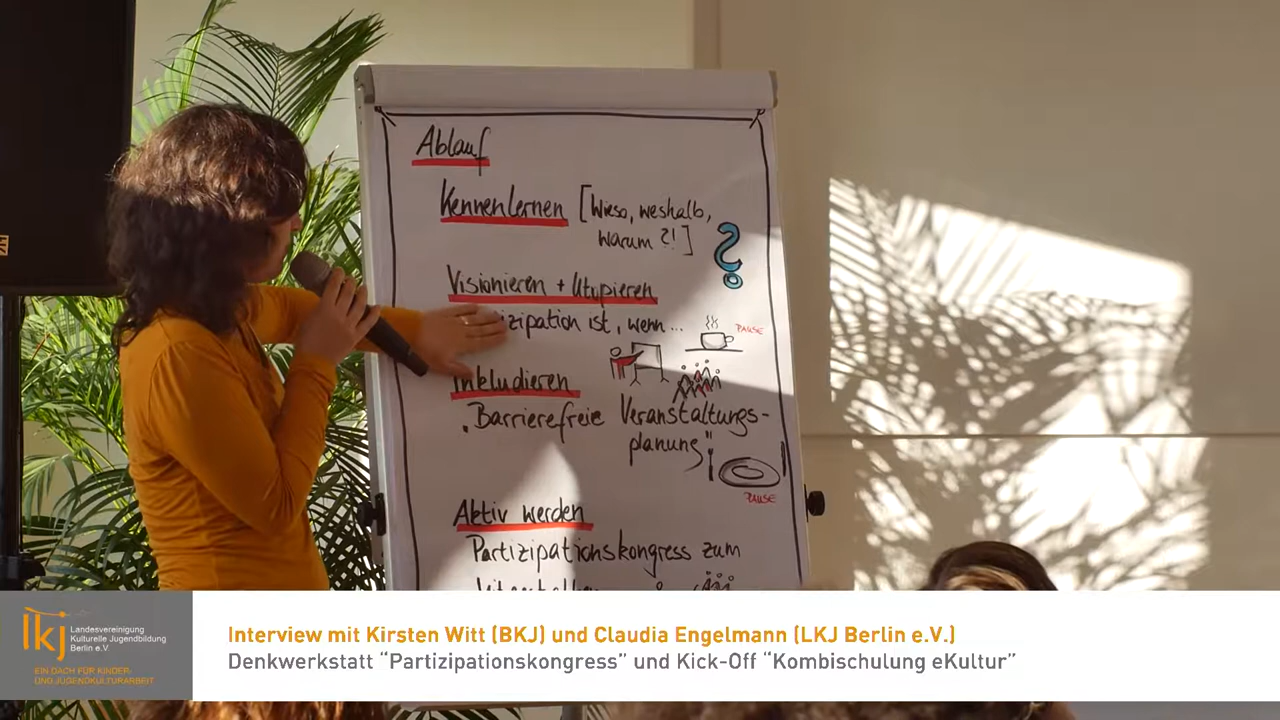 Ablauf
Kennenlernen [Wieso, weshalb,
warum ?!]
?
Visionieren + Utopieren
ist, wenn ...
PAUSE
Inkludieren
"Barrierefreie Veranstaltungs-
planung"
PAUSE
Aktiv werden
Partizipationskongress zum
lkj
Landesvereinigung
Kulturelle Jugendbildung
Berlin e.V.
EIN DACH FÜR KINDER-
UND JUGENDKULTURARBEIT
Interview mit Kirsten Witt (BKJ) und Claudia Engelmann (LKJ Berlin e.V.)
Denkwerkstatt “Partizipationskongress” und Kick-Off “Kombischulung eKultur”